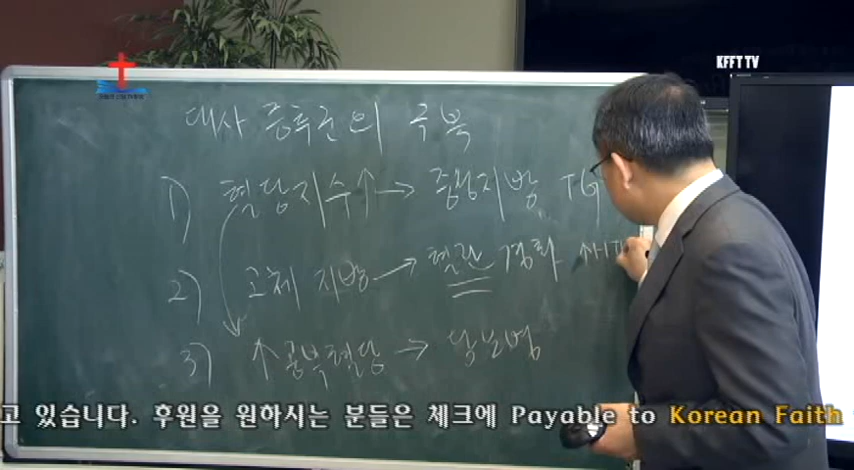 KFFT TV
대사 증후군의 극복
1) 혈당지수↑ → 중성지방 TG
2) 고체 지방 → 혈관 경화
3) ↑ 공복혈당 → 당뇨병
고 있습니다. 후원을 원하시는 분들은 체크에 Payable to Korean Faith